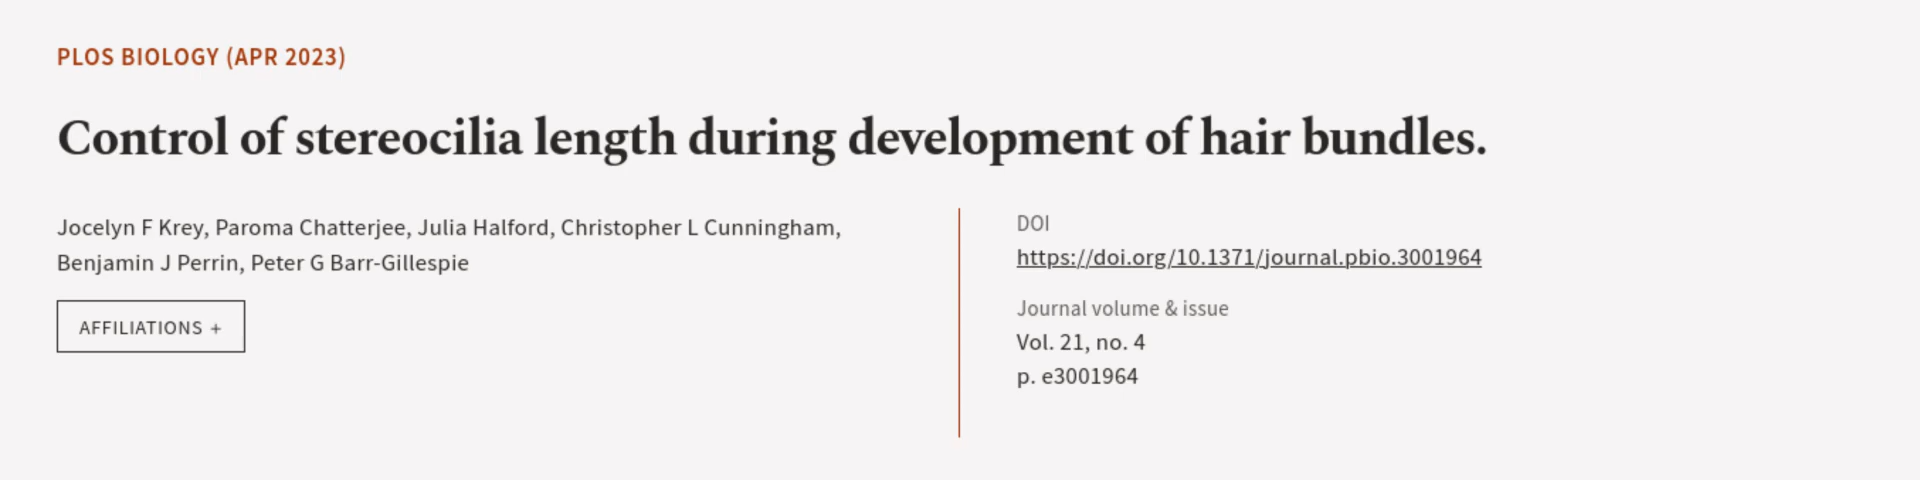 PLOS BIOLOGY (APR 2023)
Control of stereocilia length during development of hair bundles.
Jocelyn F Krey, Paroma Chatterjee, Julia Halford, Christopher L Cunningham,
Benjamin J Perrin, Peter G Barr-Gillespie
AFFILIATIONS +
DOI
https://doi.org/10.1371/journal.pbio.3001964
Journal volume & issue
Vol. 21, no. 4
p. e3001964